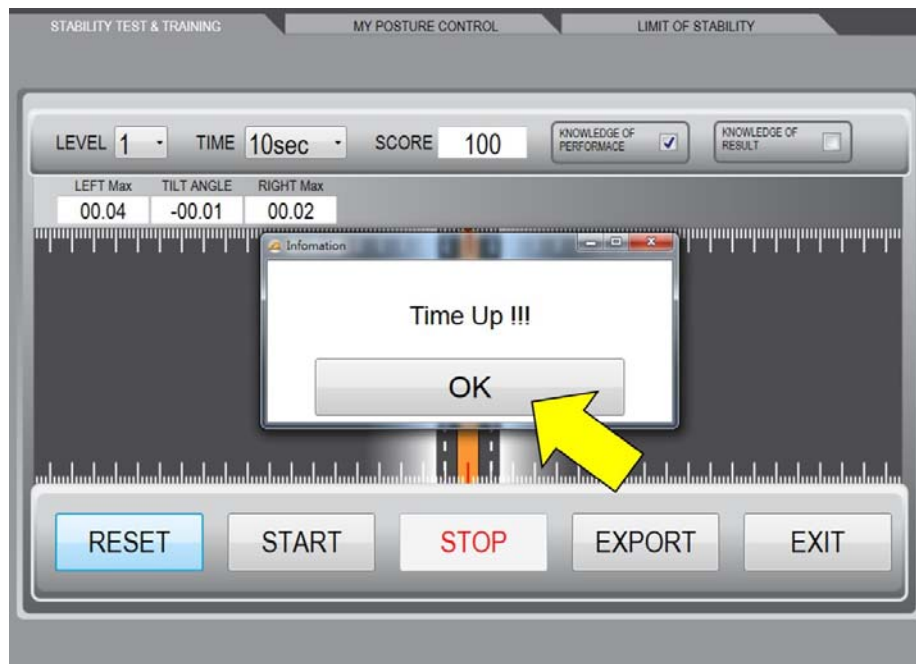 STABILITY TEST & TRAINING MY POSTURE CONTROL LIMIT OF STABILITY
LEVEL 1 TIME 10sec SCORE 100 KNOWLEDGE OF PERFORMACE KNOWLEDGE OF RESULT
LEFT Max TILT ANGLE RIGHT Max
00.04 -00.01 00.02
Infomation
Time Up !!!
OK
RESET START STOP EXPORT EXIT